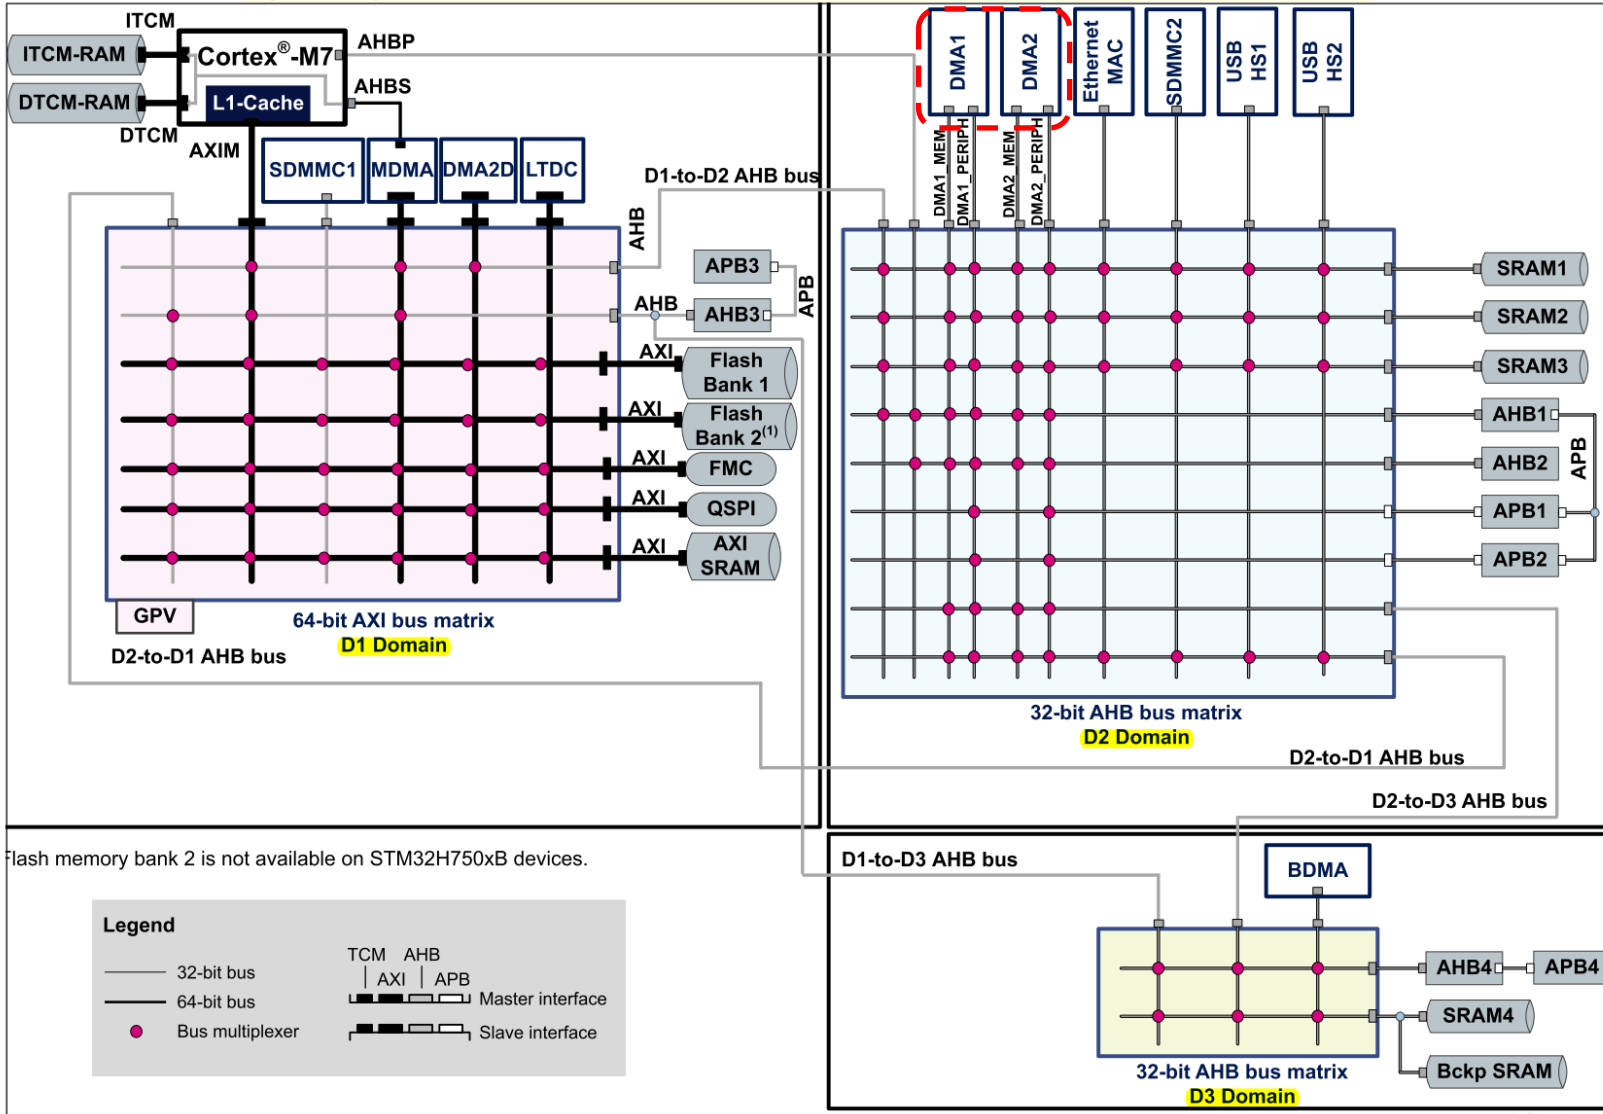 ITCM
ITCM-RAM
Cortex®-M7
AHBP
DTCM-RAM
L1-Cache
AHBS
DTCM
AXIM
SDMMC1
MDMA
DMA2D
LTDC
D1-to-D2 AHB bus
AHB
APB3
AHB
AHB3
APB
AXI
Flash
Bank 1
AXI
Flash
Bank 2(1)
AXI
FMC
AXI
QSPI
AXI
AXI
SRAM
GPV
64-bit AXI bus matrix
D1 Domain
D2-to-D1 AHB bus
DMA1
DMA2
Ethernet
MAC
SDMMC2
USB
HS1
USB
HS2
DMA1_MEM
DMA1_PERIPH
DMA2_MEM
DMA2_PERIPH
SRAM1
SRAM2
SRAM3
AHB1
AHB2
APB
APB1
APB2
32-bit AHB bus matrix
D2 Domain
D2-to-D1 AHB bus
D2-to-D3 AHB bus
Flash memory bank 2 is not available on STM32H750xB devices.
D1-to-D3 AHB bus
BDMA
AHB4
APB4
SRAM4
Bckp SRAM
32-bit AHB bus matrix
D3 Domain
Legend
32-bit bus
64-bit bus
Bus multiplexer
TCM AHB
AXI APB
Master interface
Slave interface